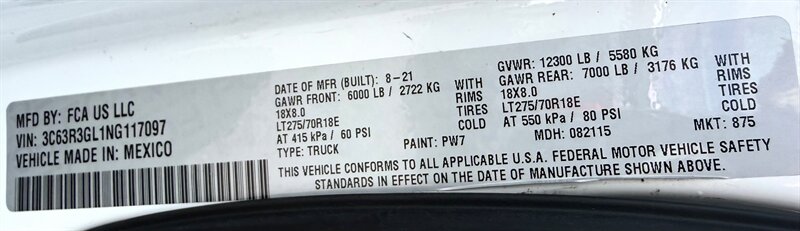 MFD BY: FCA US LLC
VIN: 3C63R3GL1NG117097
VEHICLE MADE IN: MEXICO
DATE OF MFR (BUILT): 8-21
GAWR FRONT: 6000 LB / 2722 KG WITH
18X8.0 RIMS
LT275/70R18E TIRES
AT 415 kPa / 60 PSI COLD
TYPE: TRUCK PAINT: PW7
GVWR: 12300 LB / 5580 KG
GAWR REAR: 7000 LB / 3176 KG WITH
18X8.0 RIMS
LT275/70R18E TIRES
AT 550 kPa / 80 PSI COLD
MDH: 082115 MKT: 875
THIS VEHICLE CONFORMS TO ALL APPLICABLE U.S.A. FEDERAL MOTOR VEHICLE SAFETY
STANDARDS IN EFFECT ON THE DATE OF MANUFACTURE SHOWN ABOVE.